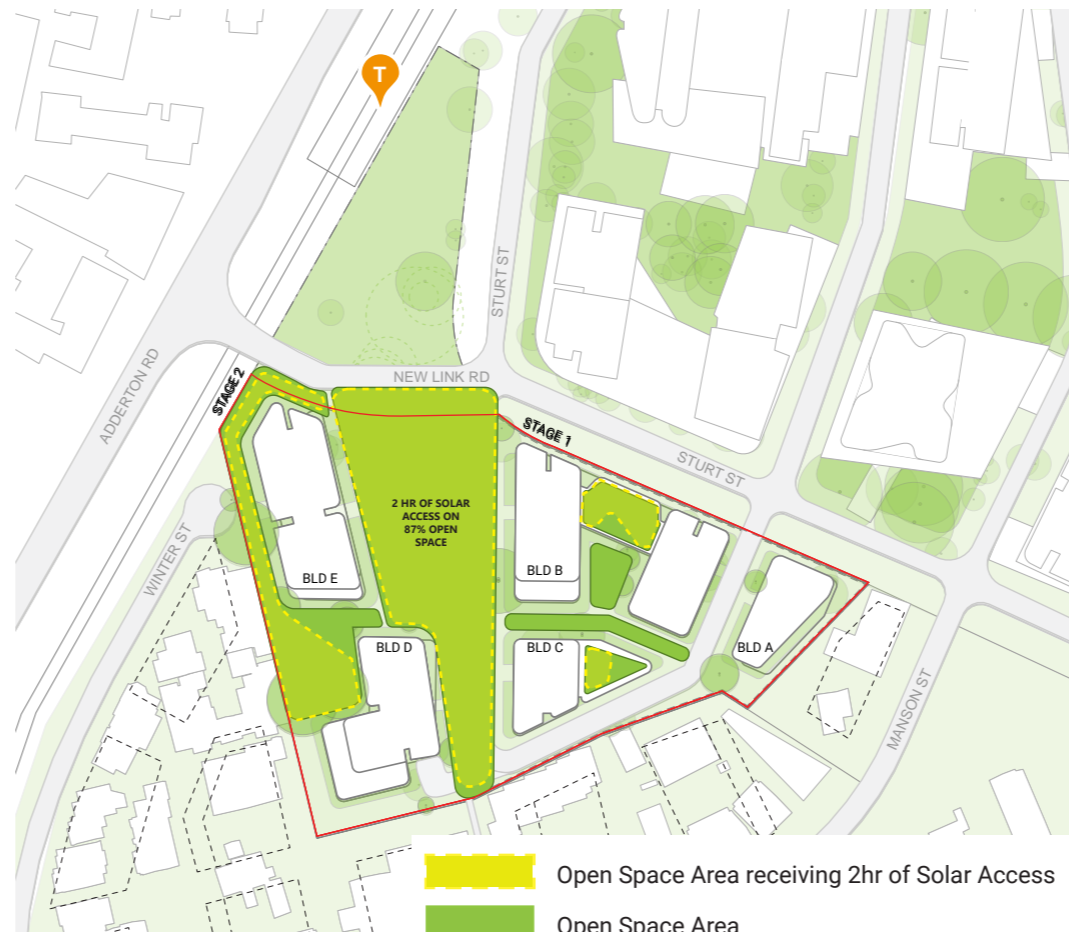 T
STURT ST
ADDERTON RD
NEW LINK RD
STAGE 2
STAGE 1
STURT ST
2 HR OF SOLAR
ACCESS ON
87% OPEN
SPACE
WINTER ST
BLD E
BLD B
BLD D
BLD C
BLD A
MANSON ST
Open Space Area receiving 2hr of Solar Access
Open Space Area